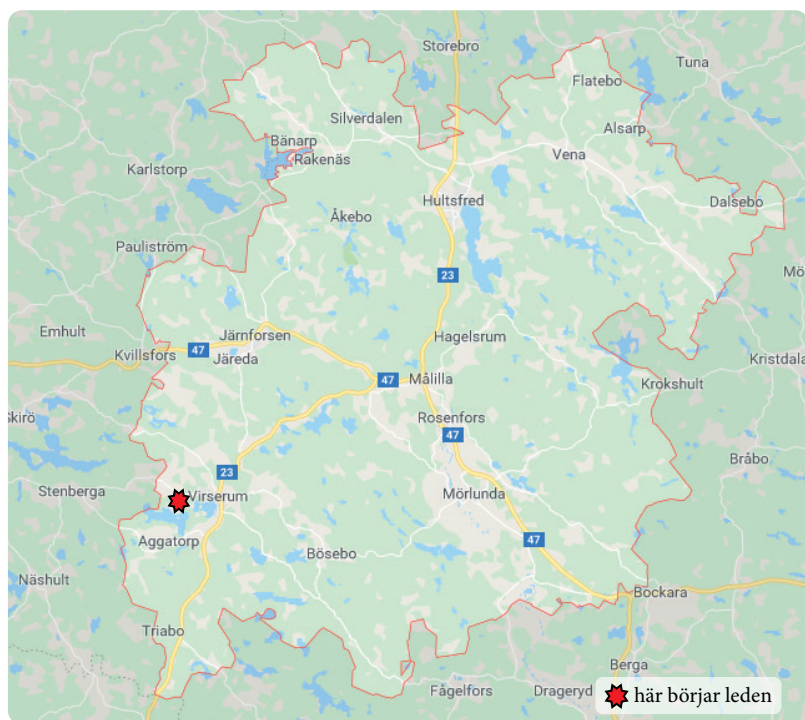 Storebro
Tuna
Flatebo
Silverdalen
Alsarp
Bänarp
Vena
Rakenäs
Karlstorp
Hultsfred
Dalsebo
Åkebo
Pauliström
23
Mö
Emhult
Järnforsen
Hagelsrum
Kvillsfors
47
Järeda
Kristdala
47
Målilla
Krokshult
Skirö
Rosenfors
47
Bråbo
23
Stenberga
Virserum
Mörlunda
Aggatorp
47
Bösebo
Näshult
Bockara
Triabo
Berga
Fågelfors
Drageryd
här börjar leden